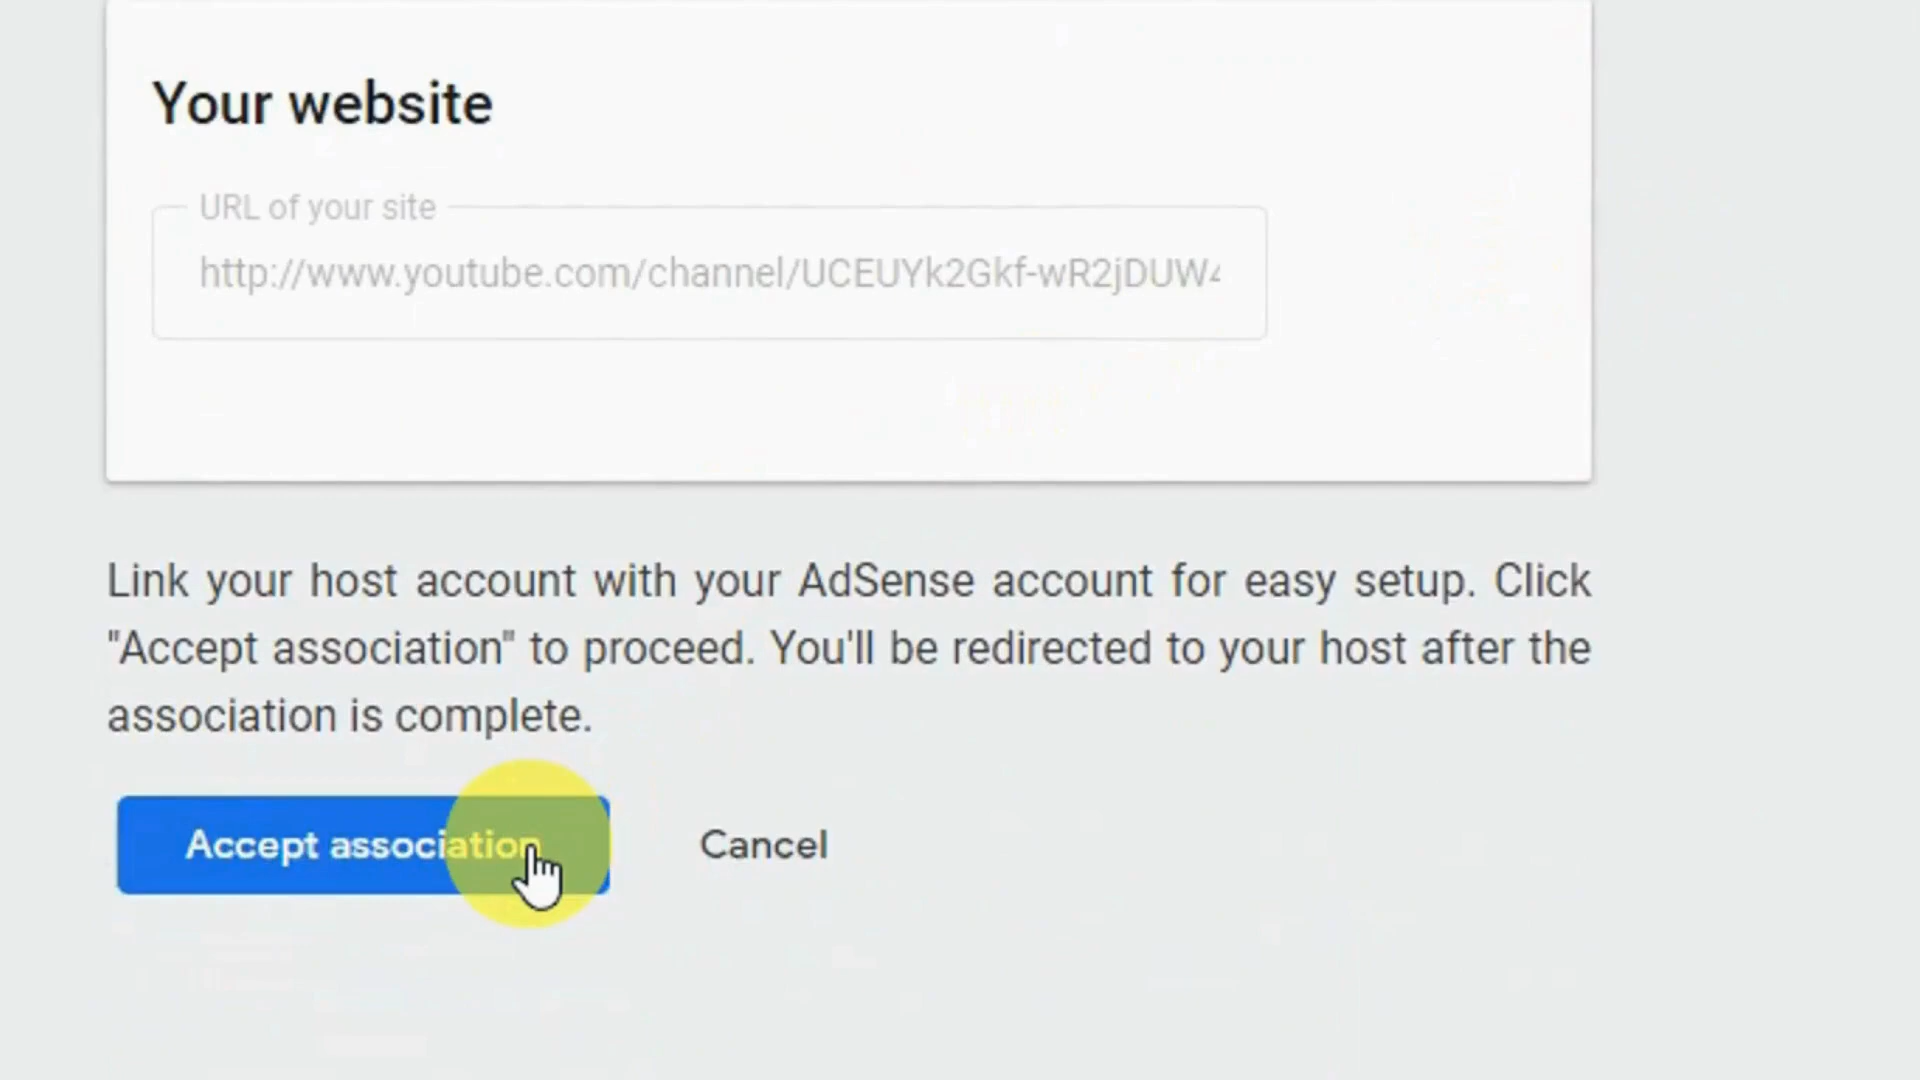 Your website
URL of your site
http://www.youtube.com/channel/UCEUYk2Gkf-wR2jDUW4
Link your host account with your AdSense account for easy setup. Click
"Accept association" to proceed. You'll be redirected to your host after the
association is complete.
Accept association
Cancel